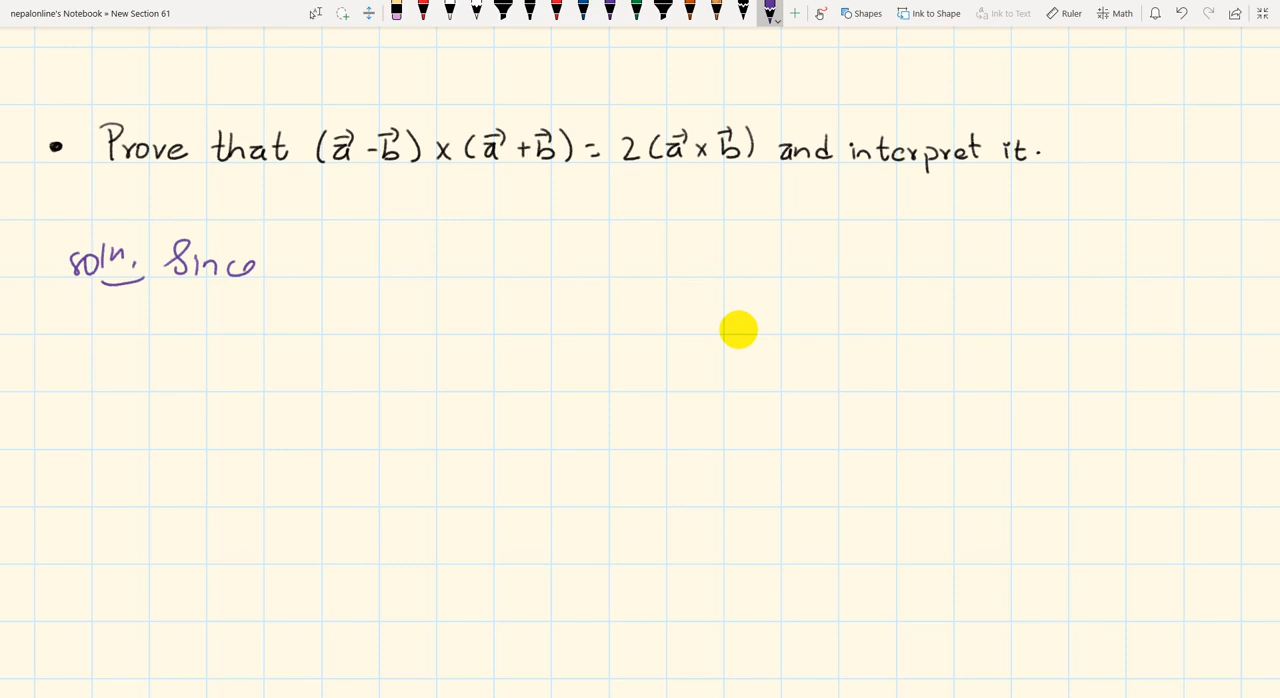 nepalonline's Notebook » New Section 61
Shapes Ink to Shape Ink to Text Ruler Math
• Prove that (a⃗ - b⃗) × (a⃗ + b⃗) = 2(a⃗ × b⃗) and interpret it.
soln. Since